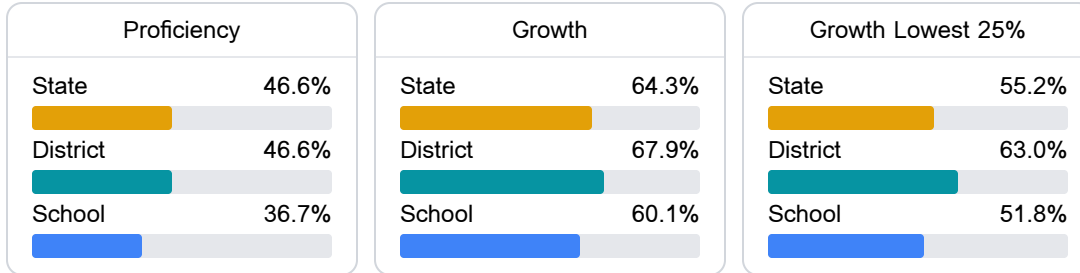 Proficiency
State 46.6%
District 46.6%
School 36.7%
Growth
State 64.3%
District 67.9%
School 60.1%
Growth Lowest 25%
State 55.2%
District 63.0%
School 51.8%